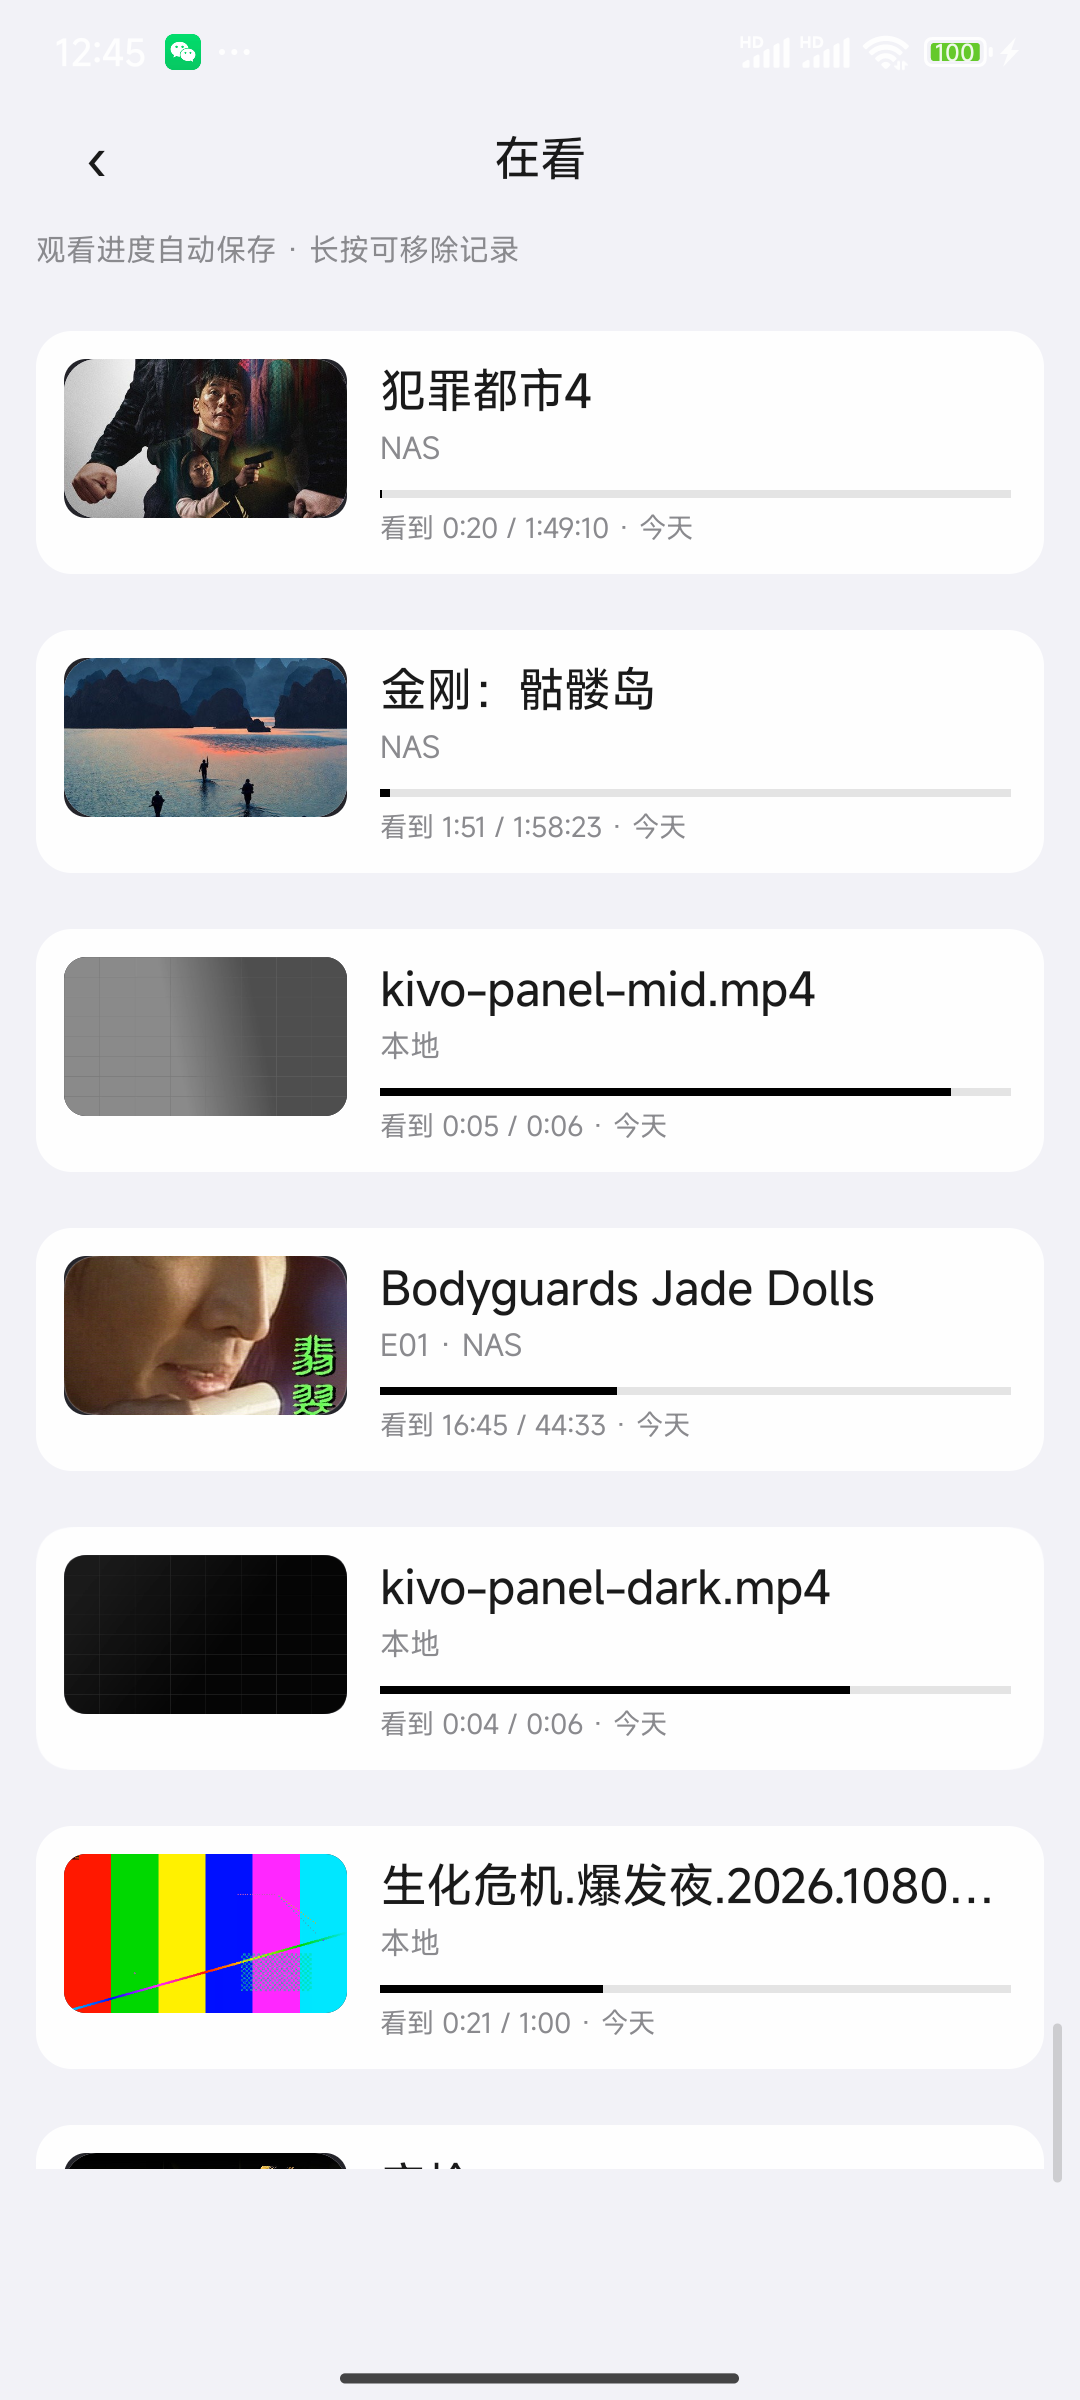 12:45
HD HD 100
‹ 在看
观看进度自动保存 · 长按可移除记录
犯罪都市4
NAS
看到 0:20 / 1:49:10 · 今天
金刚：骷髅岛
NAS
看到 1:51 / 1:58:23 · 今天
kivo-panel-mid.mp4
本地
看到 0:05 / 0:06 · 今天
翡翠
Bodyguards Jade Dolls
E01 · NAS
看到 16:45 / 44:33 · 今天
kivo-panel-dark.mp4
本地
看到 0:04 / 0:06 · 今天
生化危机.爆发夜.2026.1080...
本地
看到 0:21 / 1:00 · 今天